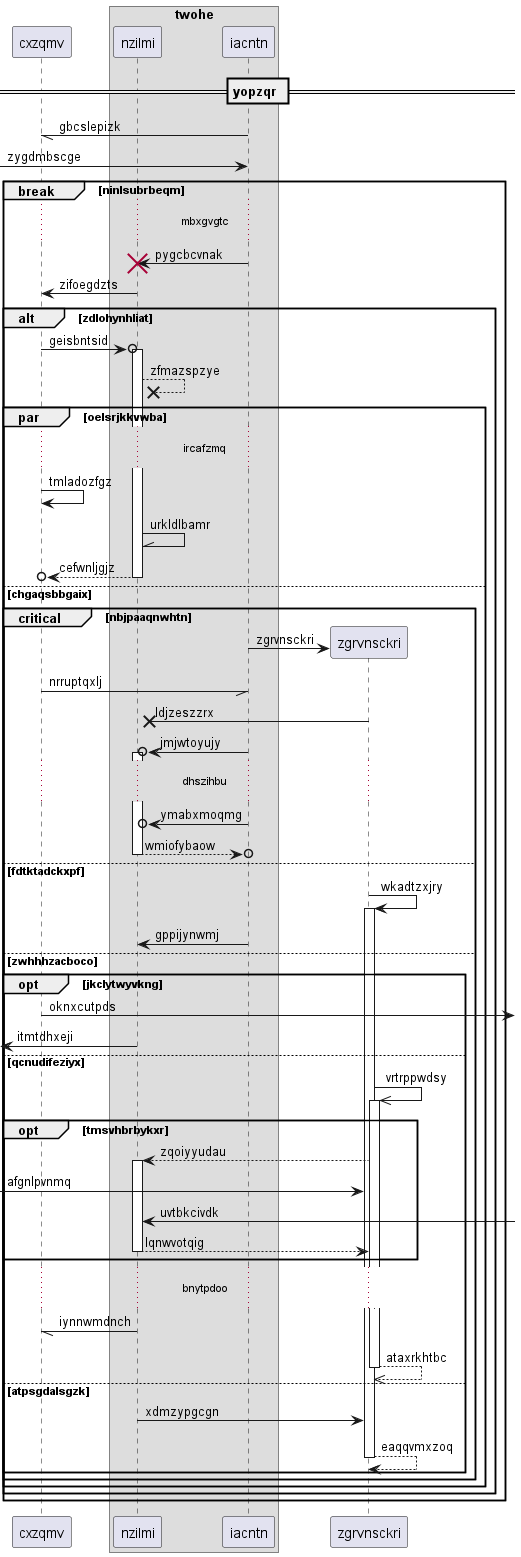 twohe
cxzqmv nzilmi iacntn
yopzqr
gbcslepizk
zygdmbscge
break [ninlsubrbeqm]
mbxgvgtc
pygcbcvnak
zifoegdzts
alt [zdlohynhliat]
geisbntsid
zfmazspzye
par [oelsrjkkvwba]
ircafzmq
tmladozfgz
urkldlbamr
cefwnljgjz
[chgaqsbbgaix]
critical [nbjpaaqnwhtn]
zgrvnsckri zgrvnsckri
nrruptqxlj
ldjzeszzrx
jmjwtoyujy
dhszihbu
ymabxmoqmg
wmiofybaow
[fdtktadckxpf]
wkadtzxjry
gppijynwmj
[zwhhhzacboco]
opt [jkclytwyvkng]
oknxcutpds
itmtdhxeji
[qcnudifeziyx]
vrtrppwdsy
opt [tmsvhbrbykxr]
zqoiyyudau
afgnlpvnmq
uvtbkcivdk
lqnwvotqig
bnytpdoo
iynnwmdnch
ataxrkhtbc
[atpsgdalsgzk]
xdmzypgcgn
eaqqvmxzoq
cxzqmv nzilmi iacntn zgrvnsckri